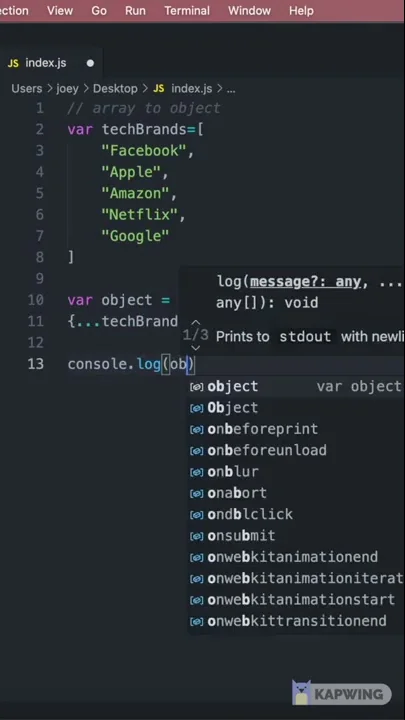 ction View Go Run Terminal Window Help
JS index.js
Users > joey > Desktop > JS index.js > ...
1 // array to object
2 var techBrands=[
3 "Facebook",
4 "Apple",
5 "Amazon",
6 "Netflix",
7 "Google"
8 ]
9
10 var object =
11 {...techBrand
12
13 console.log(ob)
log(message?: any, ...
any[]): void
1/3 Prints to stdout with newli
object var object
Object
onbeforeprint
onbeforeunload
onblur
onabort
ondblclick
onsubmit
onwebkitanimationend
onwebkitanimationiterat
onwebkitanimationstart
onwebkittransitionend
KAPWING